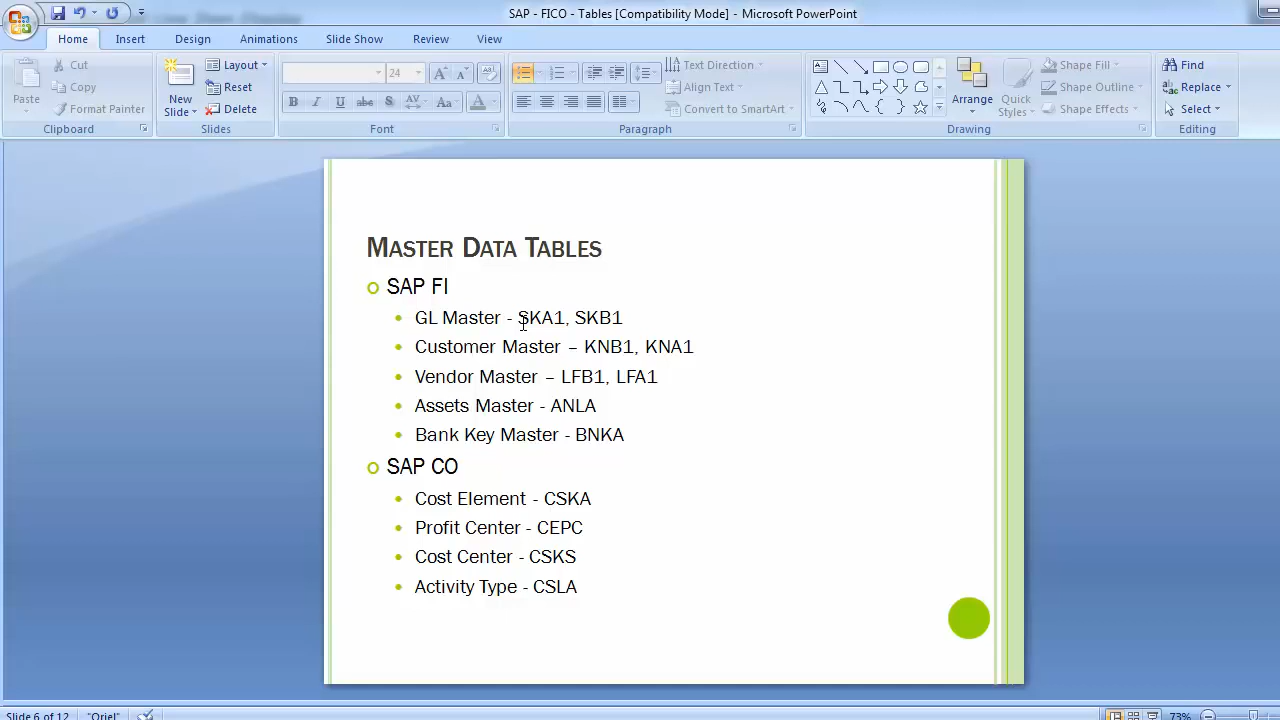 SAP - FICO - Tables [Compatibility Mode] - Microsoft PowerPoint
Home Insert Design Animations Slide Show Review View
Paste Cut Copy Format Painter
Clipboard
New Slide Layout Reset Delete
Slides
24
B I U abc S AV Aa A
Font
Text Direction Align Text Convert to SmartArt
Paragraph
Arrange Quick Styles Shape Fill Shape Outline Shape Effects
Drawing
Find Replace Select
Editing
MASTER DATA TABLES
SAP FI
• GL Master - SKA1, SKB1
• Customer Master – KNB1, KNA1
• Vendor Master – LFB1, LFA1
• Assets Master - ANLA
• Bank Key Master - BNKA
SAP CO
• Cost Element - CSKA
• Profit Center - CEPC
• Cost Center - CSKS
• Activity Type - CSLA
Slide 6 of 12 "Oriel" 73%